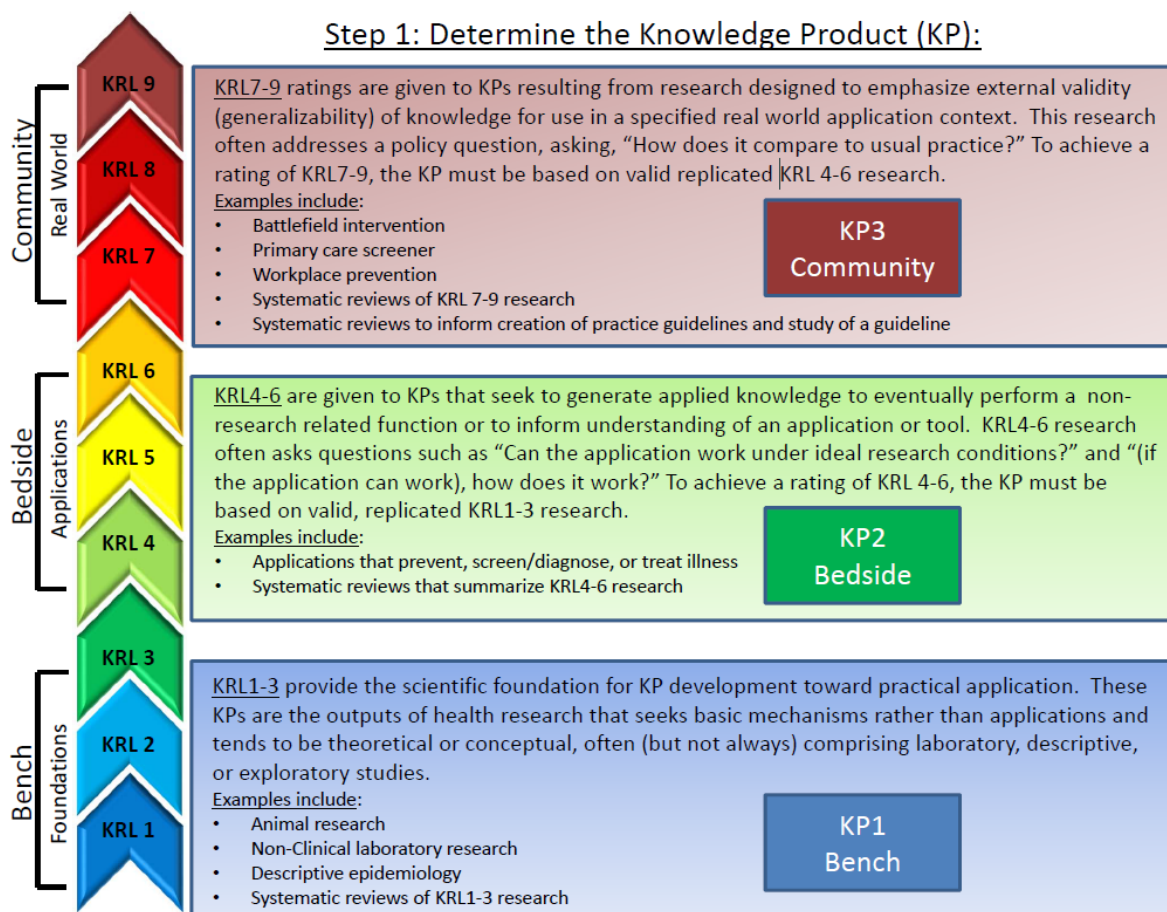 Step 1: Determine the Knowledge Product (KP):
Community
Real World
KRL 9
KRL 8
KRL 7
KRL7-9 ratings are given to KPs resulting from research designed to emphasize external validity
(generalizability) of knowledge for use in a specified real world application context.  This research
often addresses a policy question, asking, “How does it compare to usual practice?” To achieve a
rating of KRL7-9, the KP must be based on valid replicated KRL 4-6 research.
Examples include:
• Battlefield intervention
• Primary care screener
• Workplace prevention
• Systematic reviews of KRL 7-9 research
• Systematic reviews to inform creation of practice guidelines and study of a guideline
KP3
Community
Bedside
Applications
KRL 6
KRL 5
KRL 4
KRL4-6 are given to KPs that seek to generate applied knowledge to eventually perform a  non-
research related function or to inform understanding of an application or tool.  KRL4-6 research
often asks questions such as “Can the application work under ideal research conditions?” and “(if
the application can work), how does it work?” To achieve a rating of KRL 4-6, the KP must be
based on valid, replicated KRL1-3 research.
Examples include:
• Applications that prevent, screen/diagnose, or treat illness
• Systematic reviews that summarize KRL4-6 research
KP2
Bedside
Bench
Foundations
KRL 3
KRL 2
KRL 1
KRL1-3 provide the scientific foundation for KP development toward practical application.  These
KPs are the outputs of health research that seeks basic mechanisms rather than applications and
tends to be theoretical or conceptual, often (but not always) comprising laboratory, descriptive,
or exploratory studies.
Examples include:
• Animal research
• Non-Clinical laboratory research
• Descriptive epidemiology
• Systematic reviews of KRL1-3 research
KP1
Bench